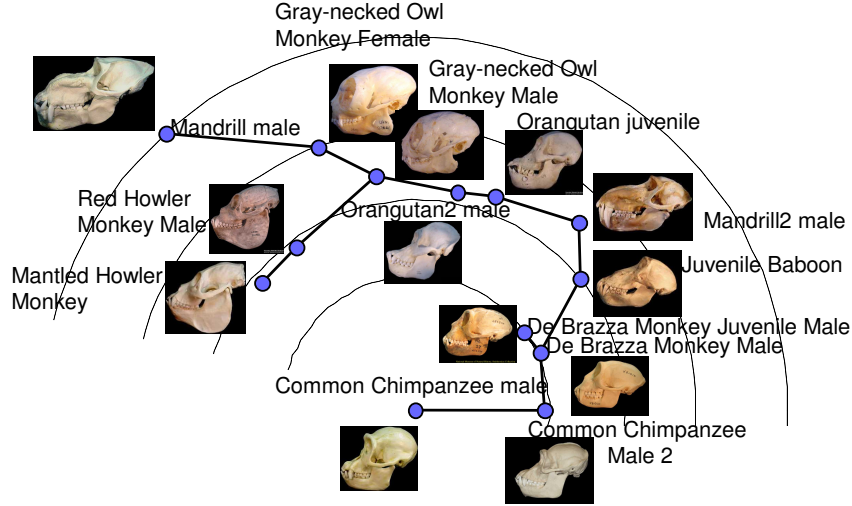 Gray-necked Owl
Monkey Female
Gray-necked Owl
Monkey Male
Orangutan juvenile
Mandrill male
Red Howler
Monkey Male
Orangutan2 male
Mandrill2 male
Mantled Howler
Monkey
Juvenile Baboon
De Brazza Monkey Juvenile Male
De Brazza Monkey Male
Common Chimpanzee male
Common Chimpanzee
Male 2